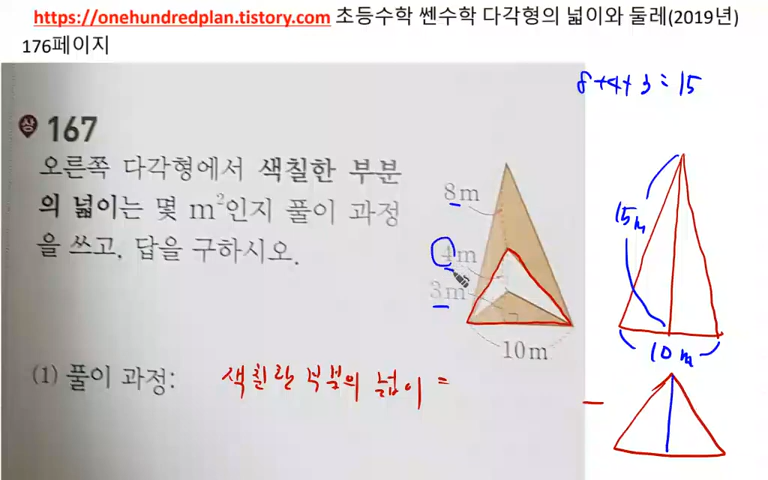 https://onehundredplan.tistory.com 초등수학 쎈수학 다각형의 넓이와 둘레(2019년)
176페이지
8+4+3=15
상 167
오른쪽 다각형에서 색칠한 부분
의 넓이는 몇 m²인지 풀이 과정
을 쓰고, 답을 구하시오.
8m
4m
3m
10m
15m
10m
(1) 풀이 과정: 색칠한 부분의 넓이 =
−